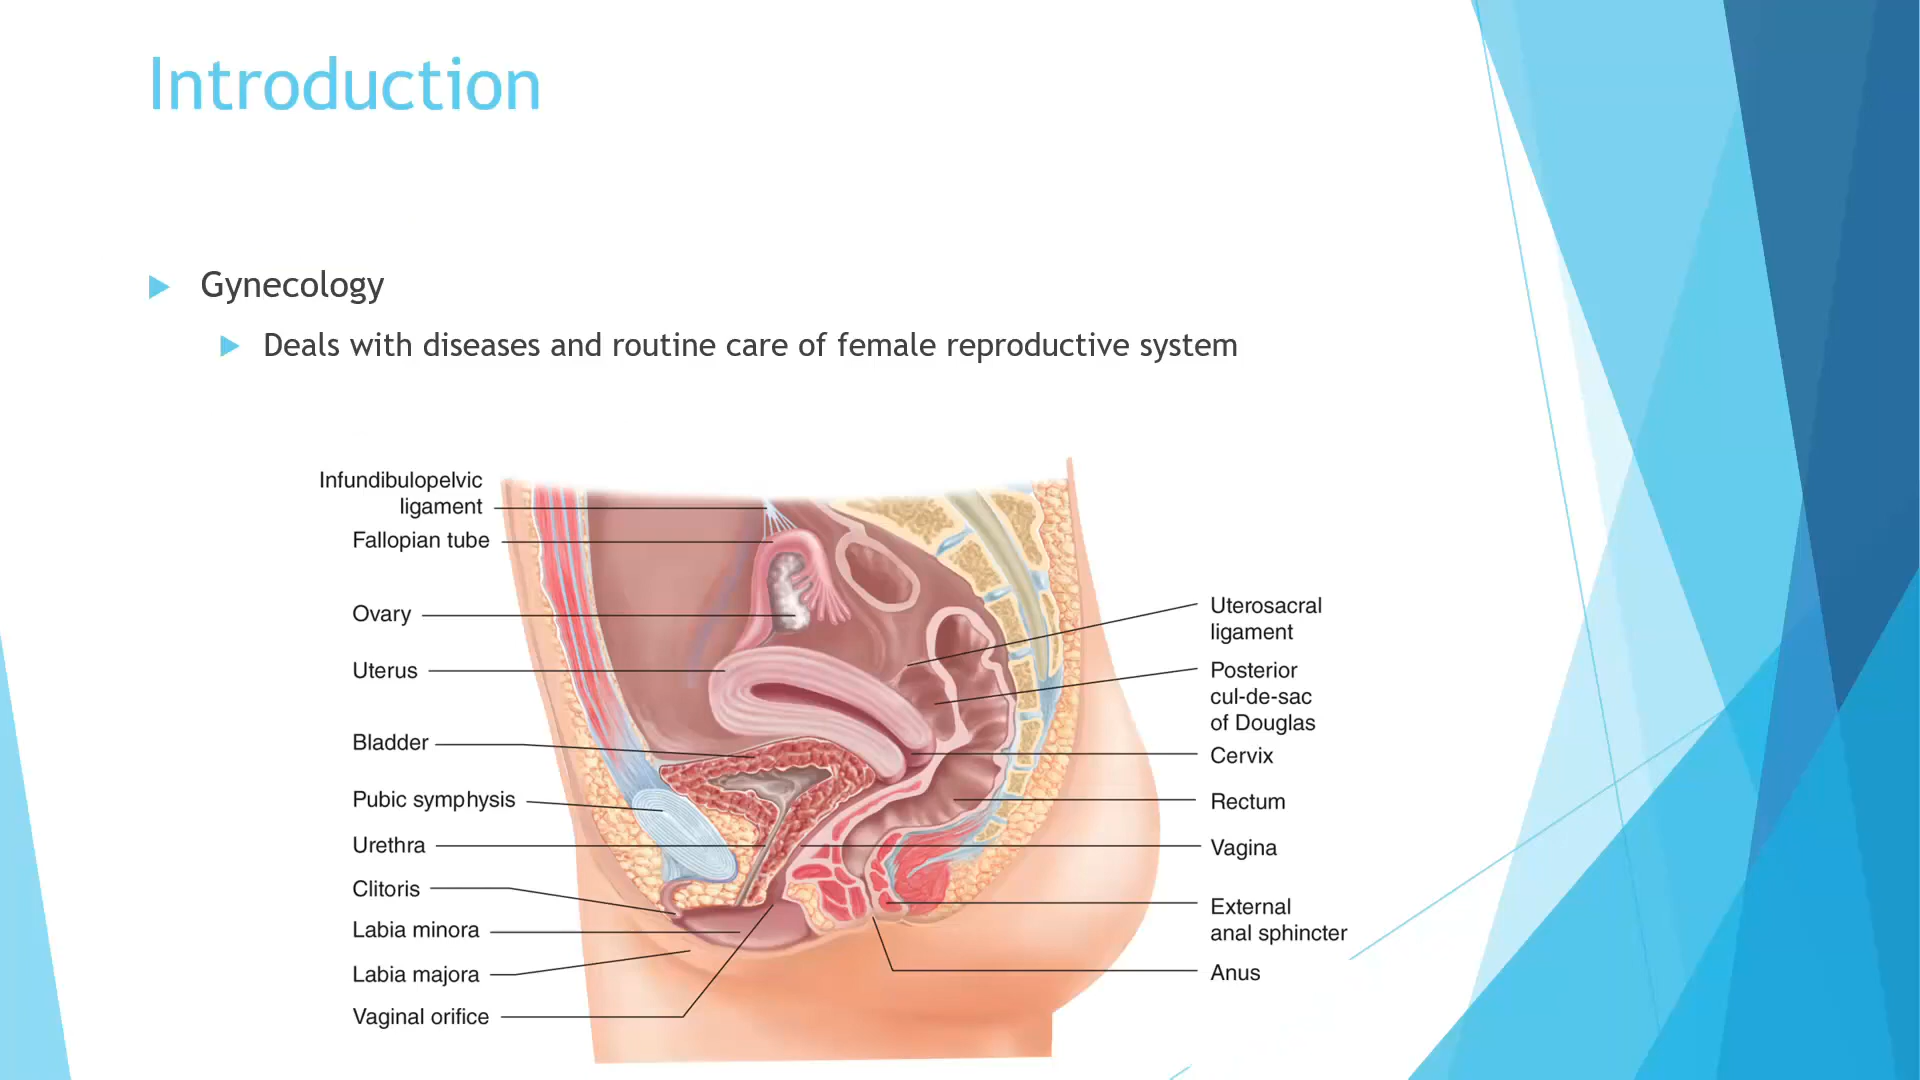 Introduction
Gynecology
Deals with diseases and routine care of female reproductive system
Infundibulopelvic
ligament
Fallopian tube
Ovary
Uterus
Bladder
Pubic symphysis
Urethra
Clitoris
Labia minora
Labia majora
Vaginal orifice
Uterosacral
ligament
Posterior
cul-de-sac
of Douglas
Cervix
Rectum
Vagina
External
anal sphincter
Anus